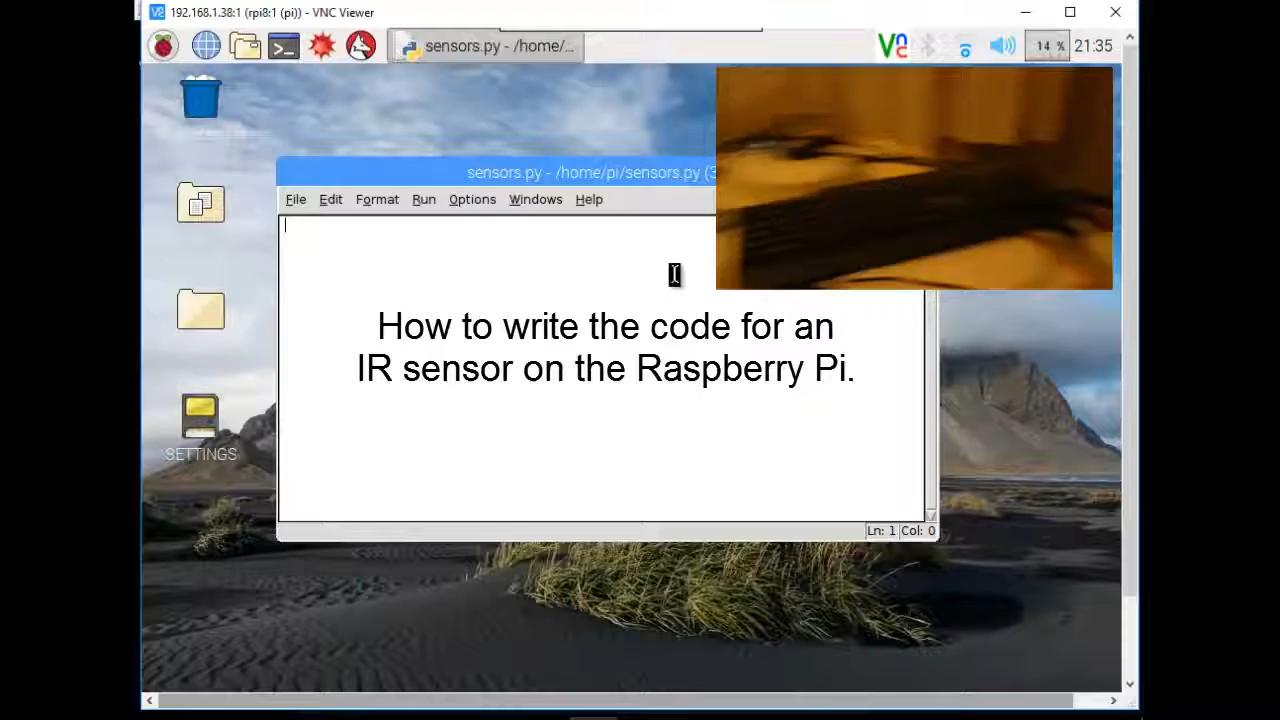 192.168.1.38:1 (rpi8:1 (pi)) - VNC Viewer
sensors.py - /home/...
14 %
21:35
sensors.py - /home/pi/sensors.py (3
File Edit Format Run Options Windows Help
How to write the code for an
IR sensor on the Raspberry Pi.
SETTINGS
Ln: 1 Col: 0